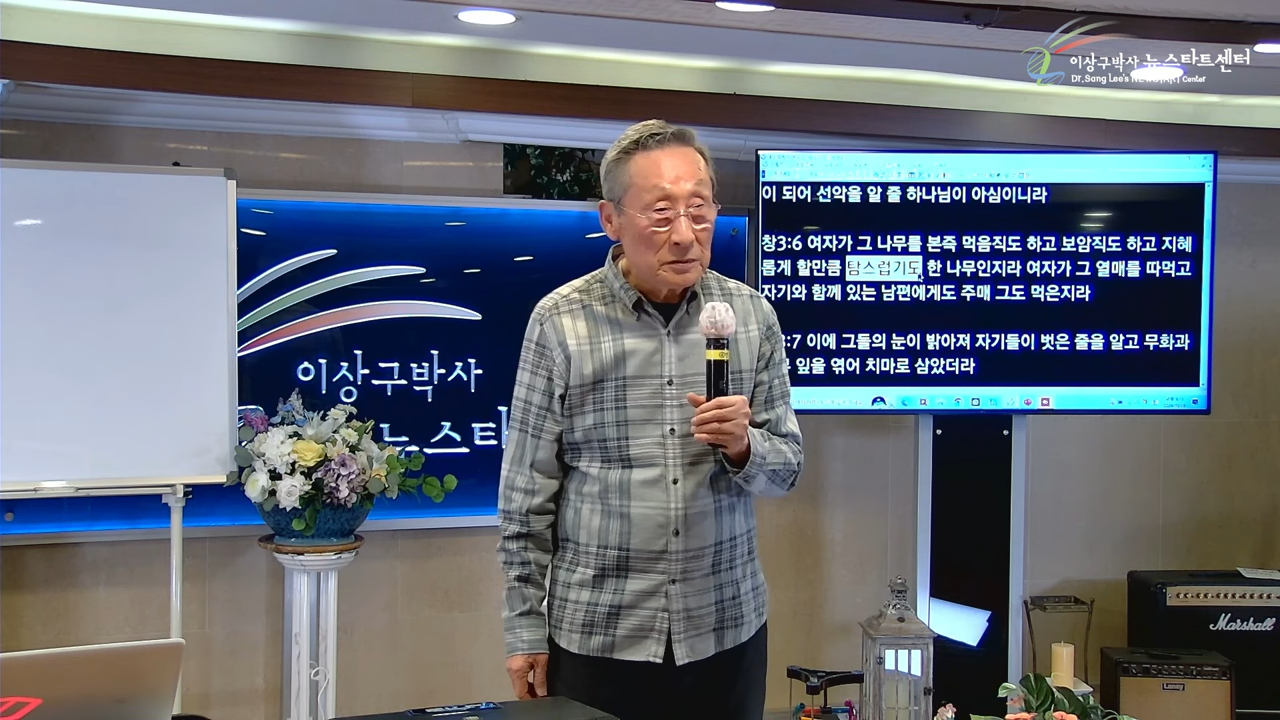 이상구박사 뉴스타트센터
Dr. Sang Lee's NEWSTART Center
이 되어 선악을 알 줄 하나님이 아심이니라
창3:6 여자가 그 나무를 본즉 먹음직도 하고 보암직도 하고 지혜
롭게 할만큼 탐스럽기도 한 나무인지라 여자가 그 열매를 따먹고
자기와 함께 있는 남편에게도 주매 그도 먹은지라
:7 이에 그들의 눈이 밝아져 자기들이 벗은 줄을 알고 무화과
잎을 엮어 치마로 삼았더라
이상구박사
뉴스타
Marshall
Laney